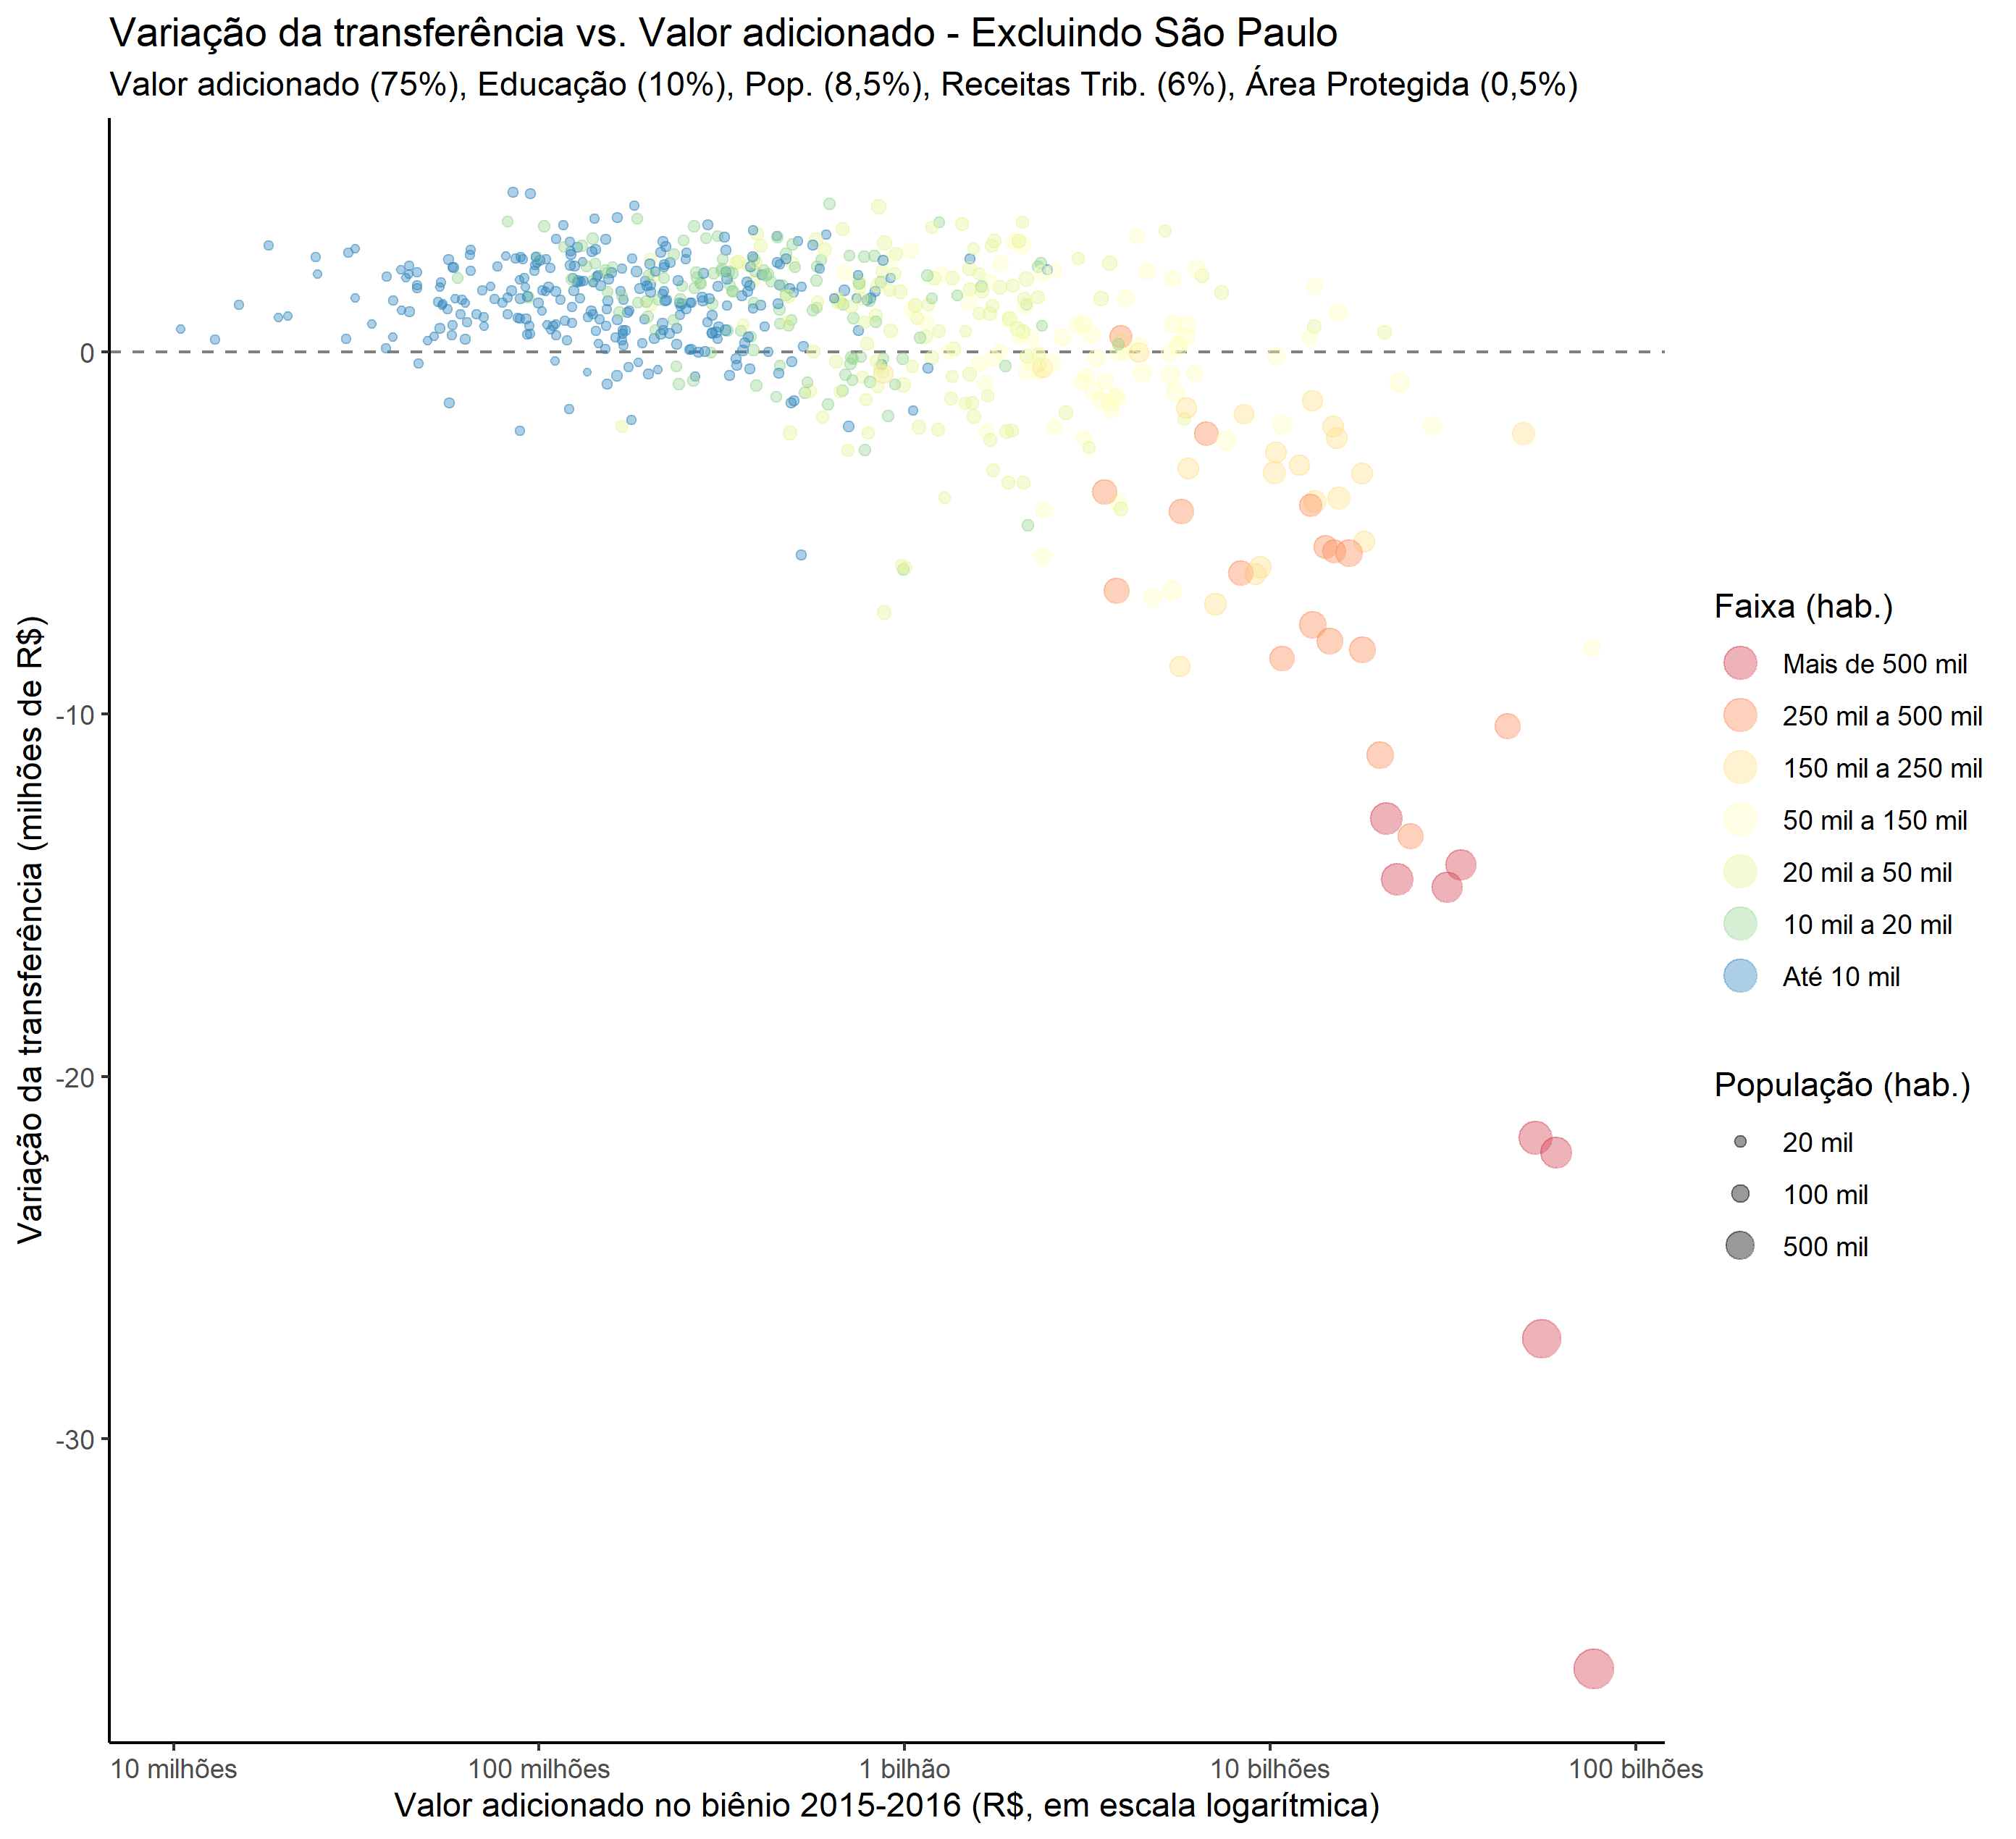 Variação da transferência vs. Valor adicionado - Excluindo São Paulo
Valor adicionado (75%), Educação (10%), Pop. (8,5%), Receitas Trib. (6%), Área Protegida (0,5%)
Variação da transferência (milhões de R$)
0
-10
-20
-30
10 milhões
100 milhões
1 bilhão
10 bilhões
100 bilhões
Valor adicionado no biênio 2015-2016 (R$, em escala logarítmica)
Faixa (hab.)
Mais de 500 mil
250 mil a 500 mil
150 mil a 250 mil
50 mil a 150 mil
20 mil a 50 mil
10 mil a 20 mil
Até 10 mil
População (hab.)
20 mil
100 mil
500 mil